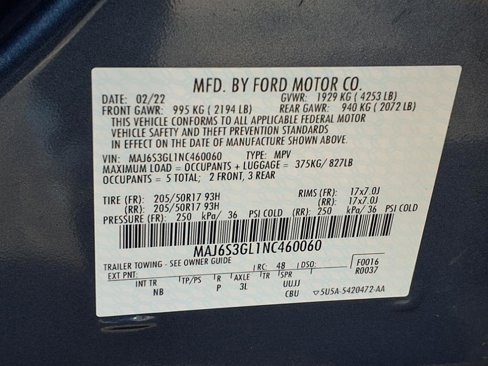 MFD. BY FORD MOTOR CO.
DATE: 02/22 GVWR: 1929 KG ( 4253 LB)
FRONT GAWR: 995 KG ( 2194 LB) REAR GAWR: 940 KG ( 2072 LB)
THIS VEHICLE CONFORMS TO ALL APPLICABLE FEDERAL MOTOR
VEHICLE SAFETY AND THEFT PREVENTION STANDARDS
IN EFFECT ON THE DATE OF MANUFACTURE SHOWN ABOVE.
VIN: MAJ6S3GL1NC460060 TYPE: MPV
MAXIMUM LOAD = OCCUPANTS + LUGGAGE = 375KG/ 827LB
OCCUPANTS = 5 TOTAL; 2 FRONT, 3 REAR
TIRE (FR): 205/50R17 93H RIMS (FR): 17x7.0J
(RR): 205/50R17 93H (RR): 17x7.0J
PRESSURE (FR): 250 kPa/ 36 PSI COLD (RR): 250 kPa/ 36 PSI COLD
MAJ6S3GL1NC460060
TRAILER TOWING - SEE OWNER GUIDE
EXT PNT: RC: 48 DSO: F0016
R0037
INT TR TP/PS R AXLE TR SPR
NB P 3L UUJJ
CBU 5U5A-5420472-AA